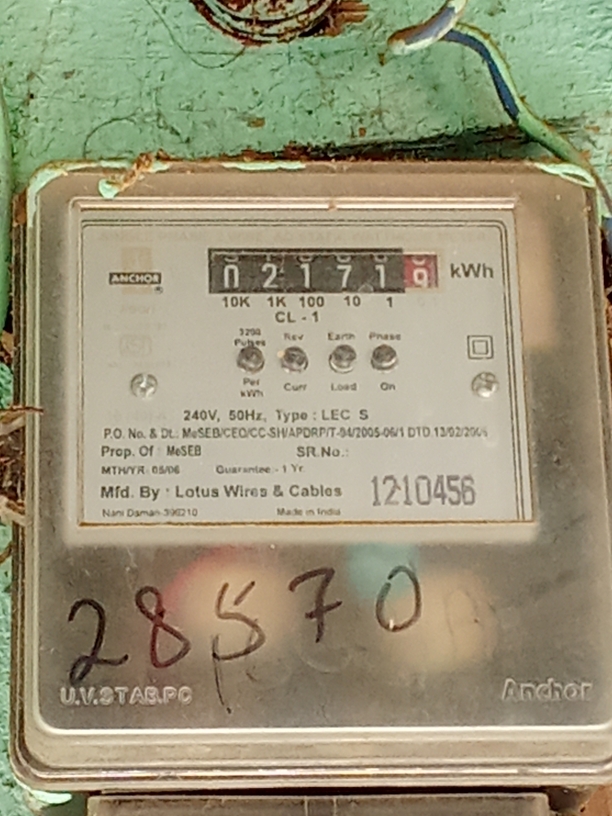 ANCHOR
®
02171 9 kWh
10K 1K 100 10 1
CL - 1
3200 Pulses Rev Earth Phase
Per kWh Curr Load On
240V, 50Hz, Type : LEC S
P.O. No. & Dt.: MeSEB/CEO/CC-SH/APDRP/T-94/2005-06/1 DTD.13/02/2006
Prop. Of : MeSEB SR.No.:
MTH/YR: 05/06 Guarantee:- 1 Yr.
Mfd. By : Lotus Wires & Cables 1210456
Nani Daman-396210 Made in India
28570
U.V.STAB.PC Anchor